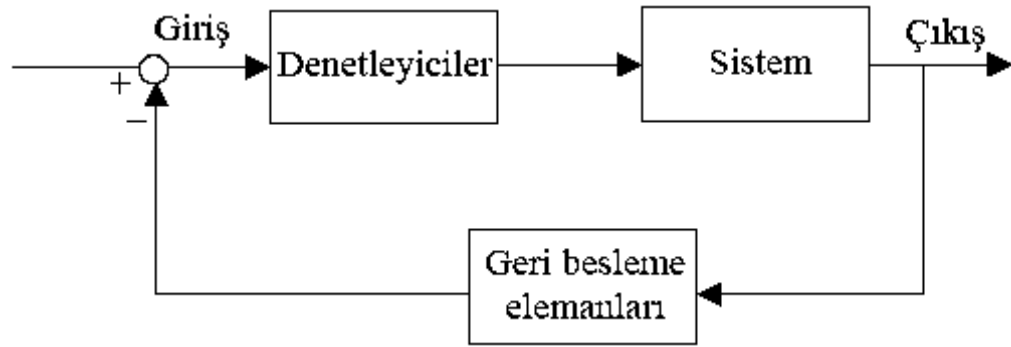 Giriş
Denetleyiciler
Sistem
Çıkış
+
−
Geri besleme
elemanları